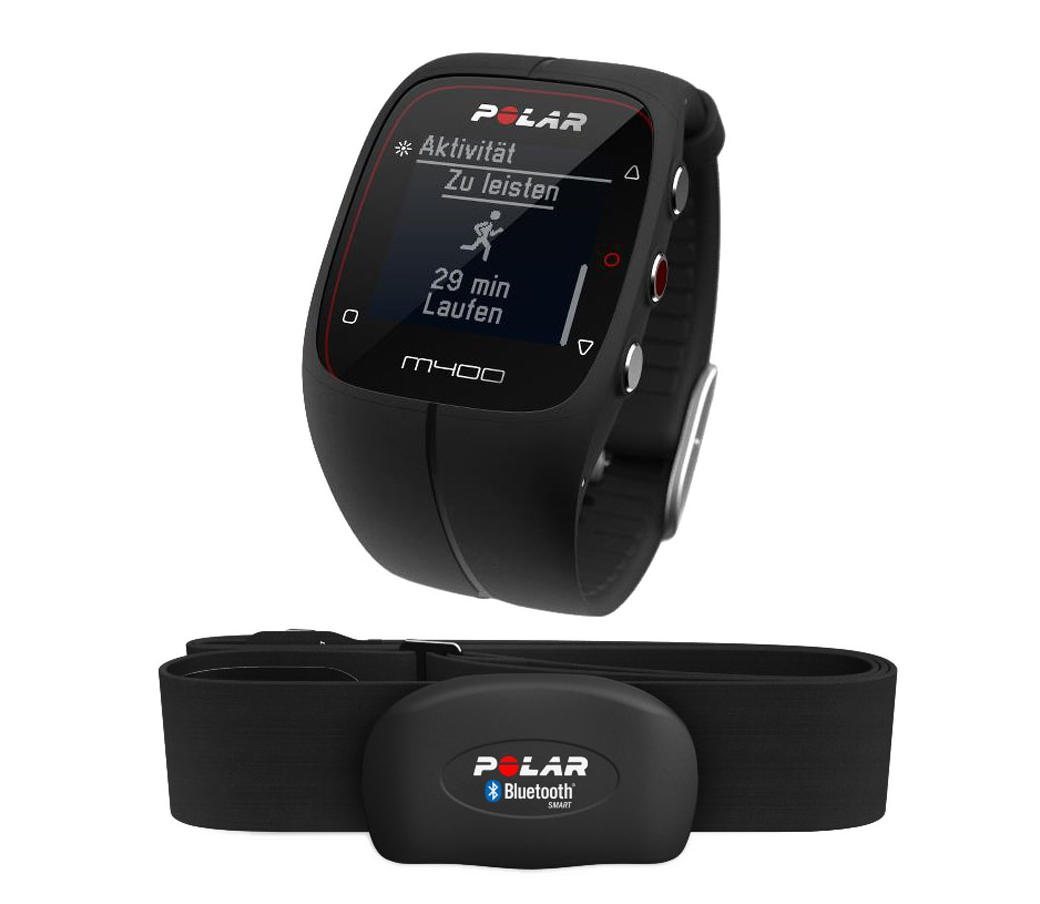 POLAR
Aktivität
Zu leisten
29 min
Laufen
M400
POLAR
Bluetooth®
SMART